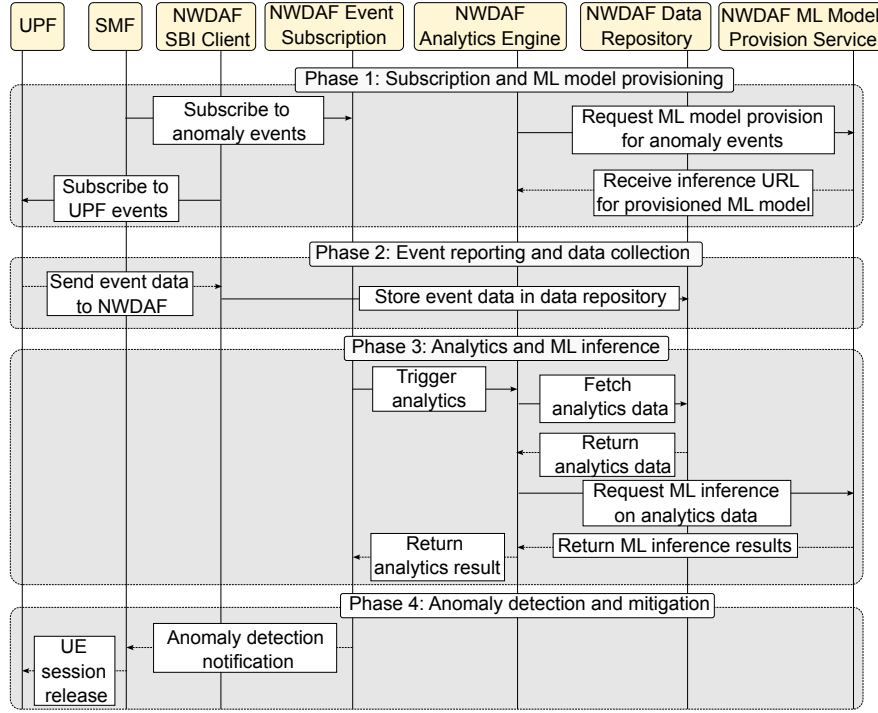 UPF
SMF
NWDAF
SBI Client
NWDAF Event
Subscription
NWDAF
Analytics Engine
NWDAF Data
Repository
NWDAF ML Model
Provision Service
Phase 1: Subscription and ML model provisioning
Subscribe to
anomaly events
Request ML model provision
for anomaly events
Subscribe to
UPF events
Receive inference URL
for provisioned ML model
Phase 2: Event reporting and data collection
Send event data
to NWDAF
Store event data in data repository
Phase 3: Analytics and ML inference
Trigger
analytics
Fetch
analytics data
Return
analytics data
Request ML inference
on analytics data
Return ML inference results
Return
analytics result
Phase 4: Anomaly detection and mitigation
Anomaly detection
notification
UE
session
release